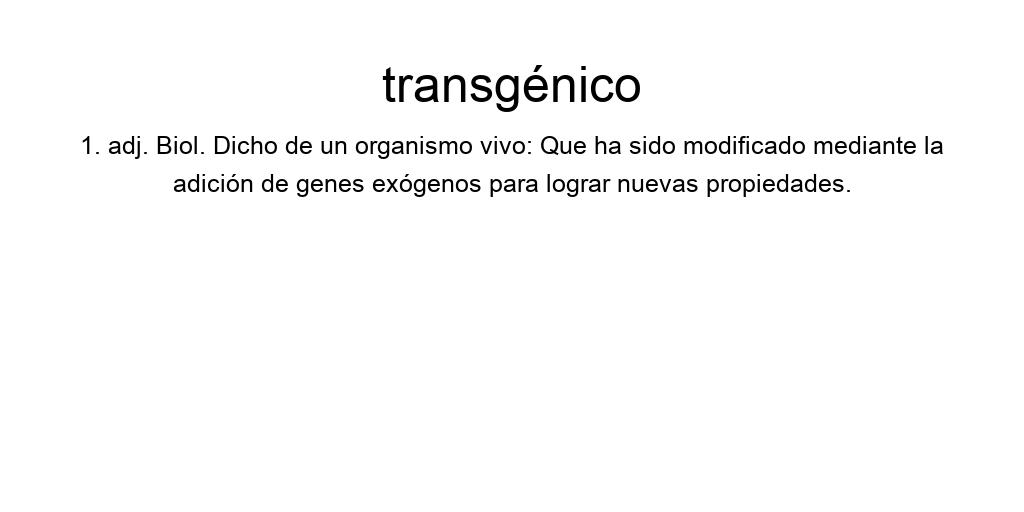 transgénico
1. adj. Biol. Dicho de un organismo vivo: Que ha sido modificado mediante la
adición de genes exógenos para lograr nuevas propiedades.